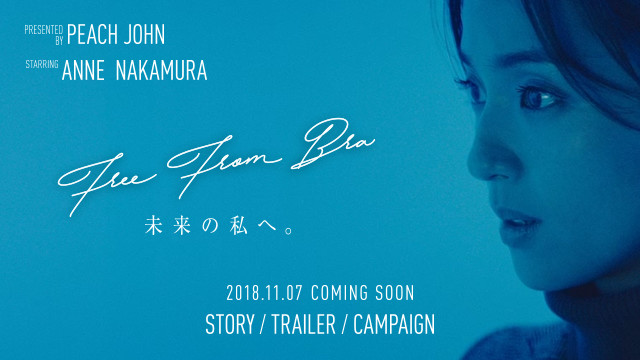 PRESENTED BY PEACH JOHN
STARRING ANNE NAKAMURA
Free From Bra
未来の私へ。
2018.11.07 COMING SOON
STORY / TRAILER / CAMPAIGN